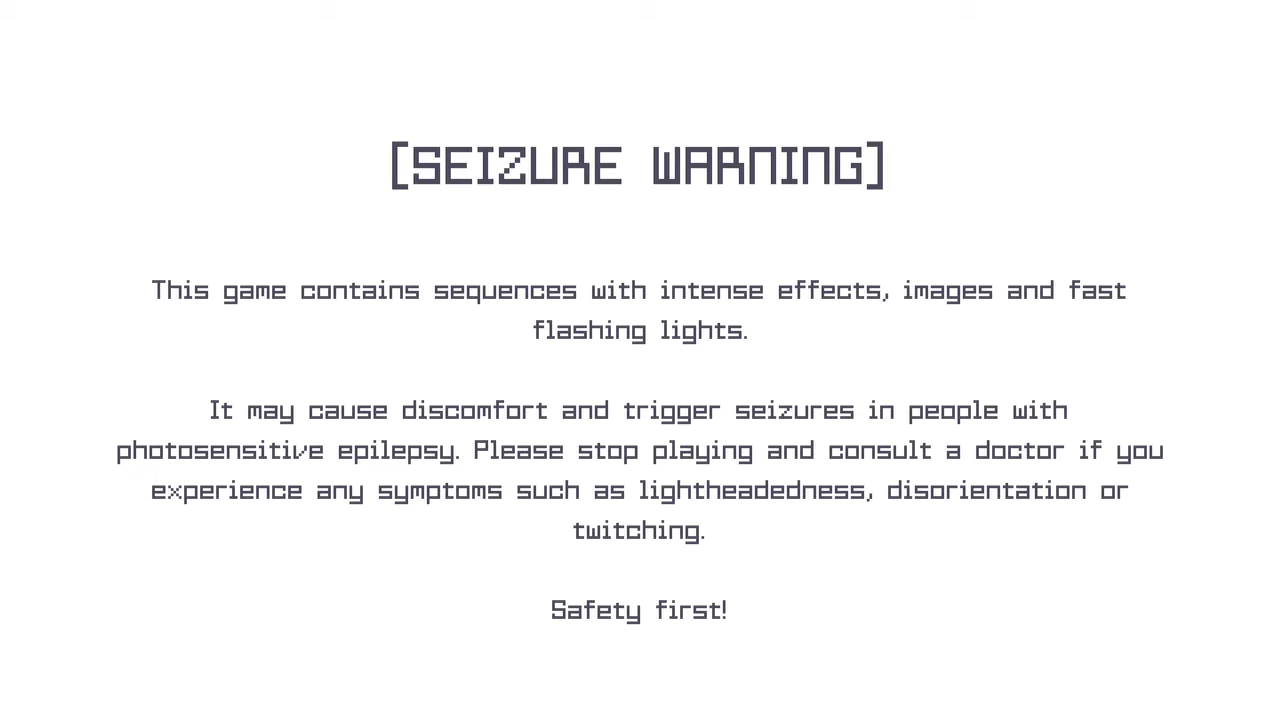 [SEIZURE WARNING]
This game contains sequences with intense effects, images and fast
flashing lights.
It may cause discomfort and trigger seizures in people with
photosensitive epilepsy. Please stop playing and consult a doctor if you
experience any symptoms such as lightheadedness, disorientation or
twitching.
Safety first!